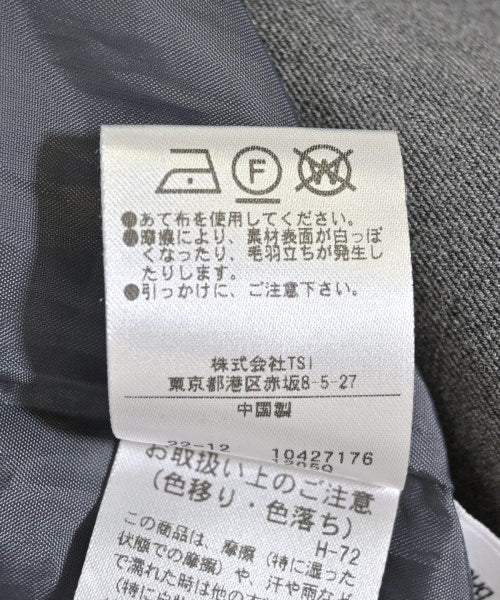 F W
●あて布を使用してください。
●摩擦により、素材表面が白っぽ
くなったり、毛羽立ちが発生し
たりします。
●引っかけに、ご注意下さい。
株式会社TSI
東京都港区赤坂8-5-27
中国製
22-12 10427176
お取扱い上のご注意
(色移り・色落ち)
H-72
この商品は、摩擦(特に湿った
状態での摩擦)や、汗や雨など
で濡れた時は他の